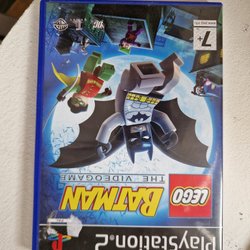 PlayStation 2
LEGO
BATMAN
THE VIDEOGAME
7+